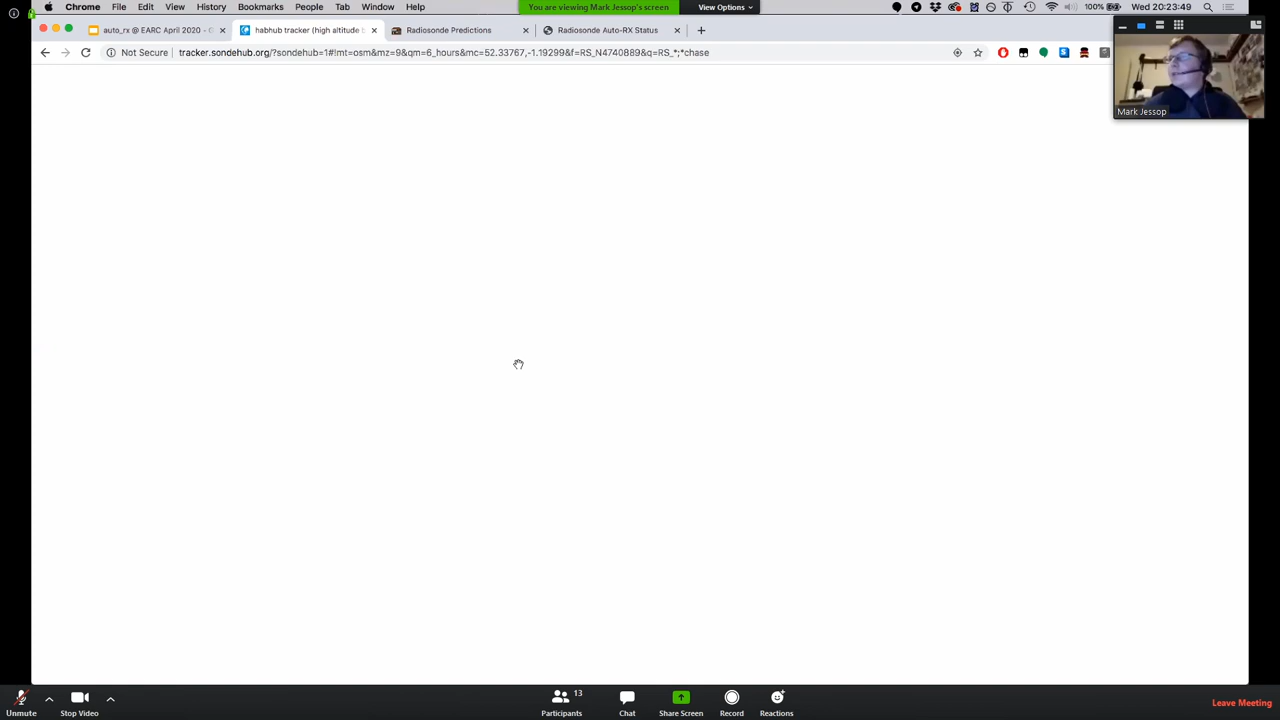 Chrome File Edit View History Bookmarks People Tab Window Help
You are viewing Mark Jessop's screen
View Options
100% Wed 20:23:49
auto_rx @ EARC April 2020 - E
habhub tracker (high altitude b
Radiosonde Predictions
Radiosonde Auto-RX Status
Not Secure tracker.sondehub.org/?sondehub=1#!mt=osm&mz=9&qm=6_hours&mc=52.33767,-1.19299&f=RS_N4740889&q=RS_*;*chase
Mark Jessop
Unmute
Stop Video
Participants 13
Chat
Share Screen
Record
Reactions
Leave Meeting